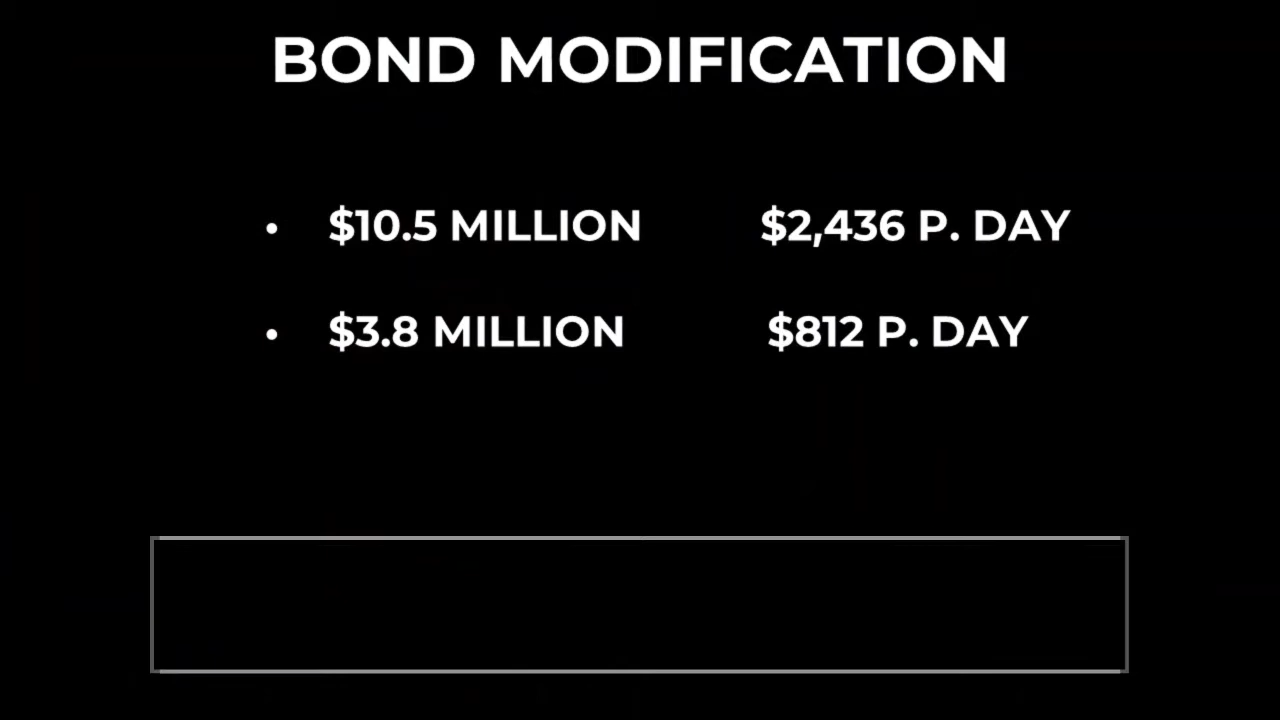 BOND MODIFICATION
• $10.5 MILLION $2,436 P. DAY
• $3.8 MILLION $812 P. DAY